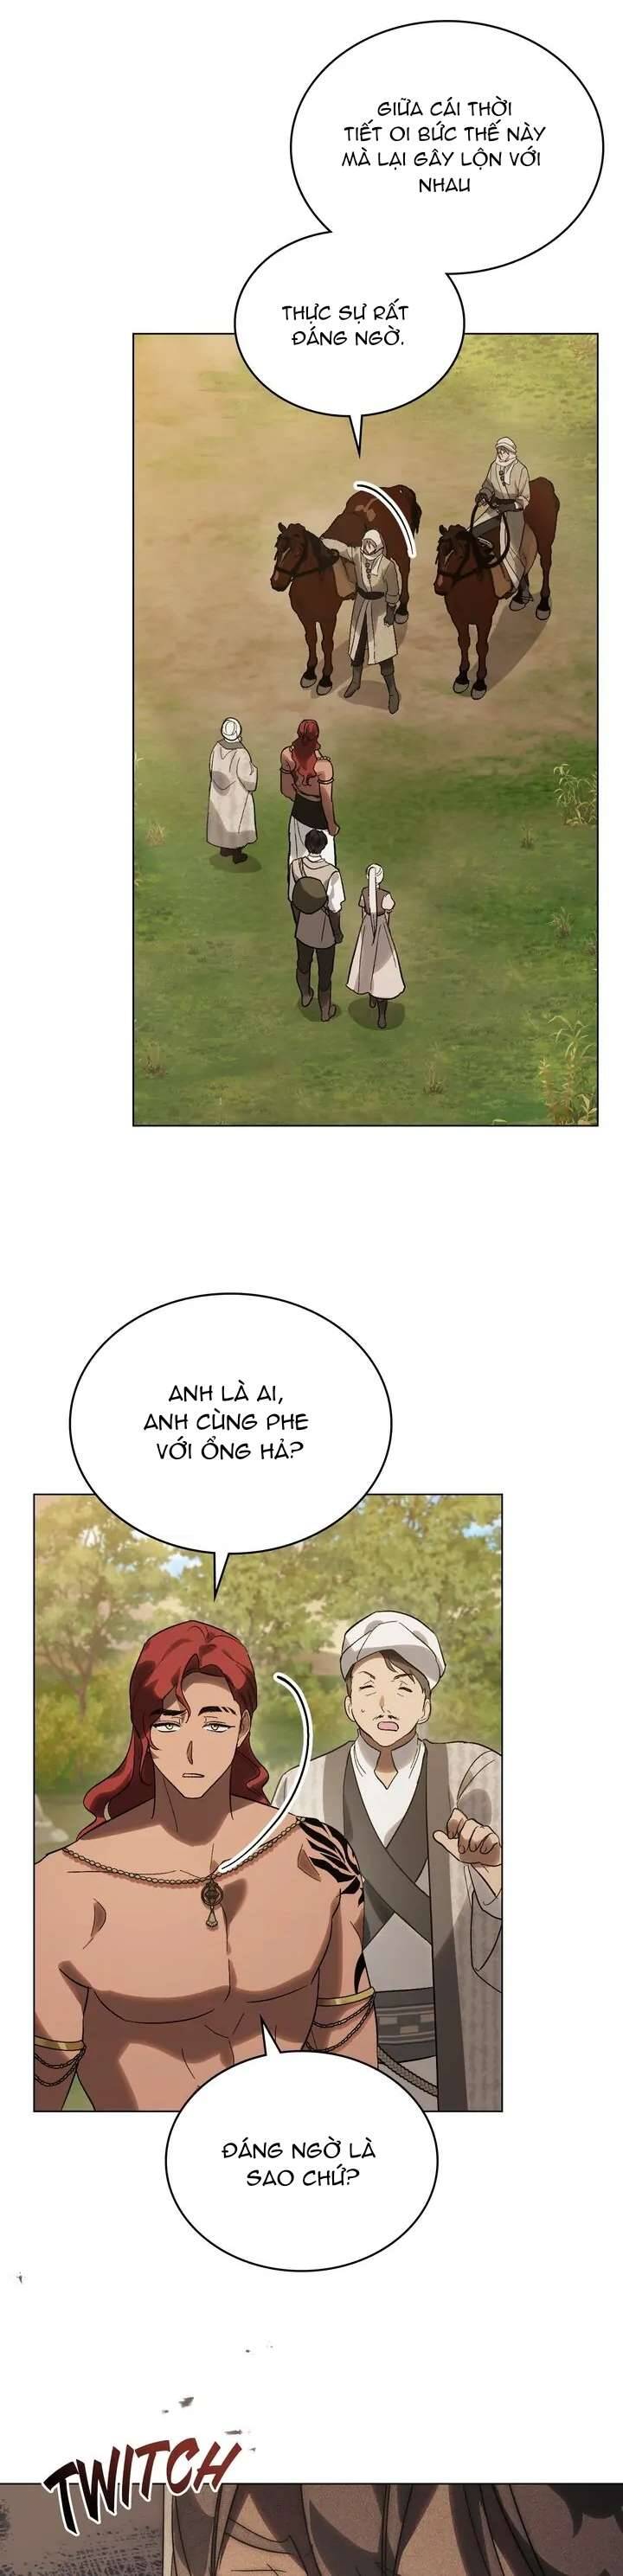 GIỮA CÁI THỜI
TIẾT OI BỨC THẾ NÀY
MÀ LẠI GÂY LỘN VỚI
NHAU
THỰC SỰ RẤT
ĐÁNG NGỜ.
ANH LÀ AI,
ANH CÙNG PHE
VỚI ỔNG HẢ?
ĐÁNG NGỜ LÀ
SAO CHỨ?
TWITCH